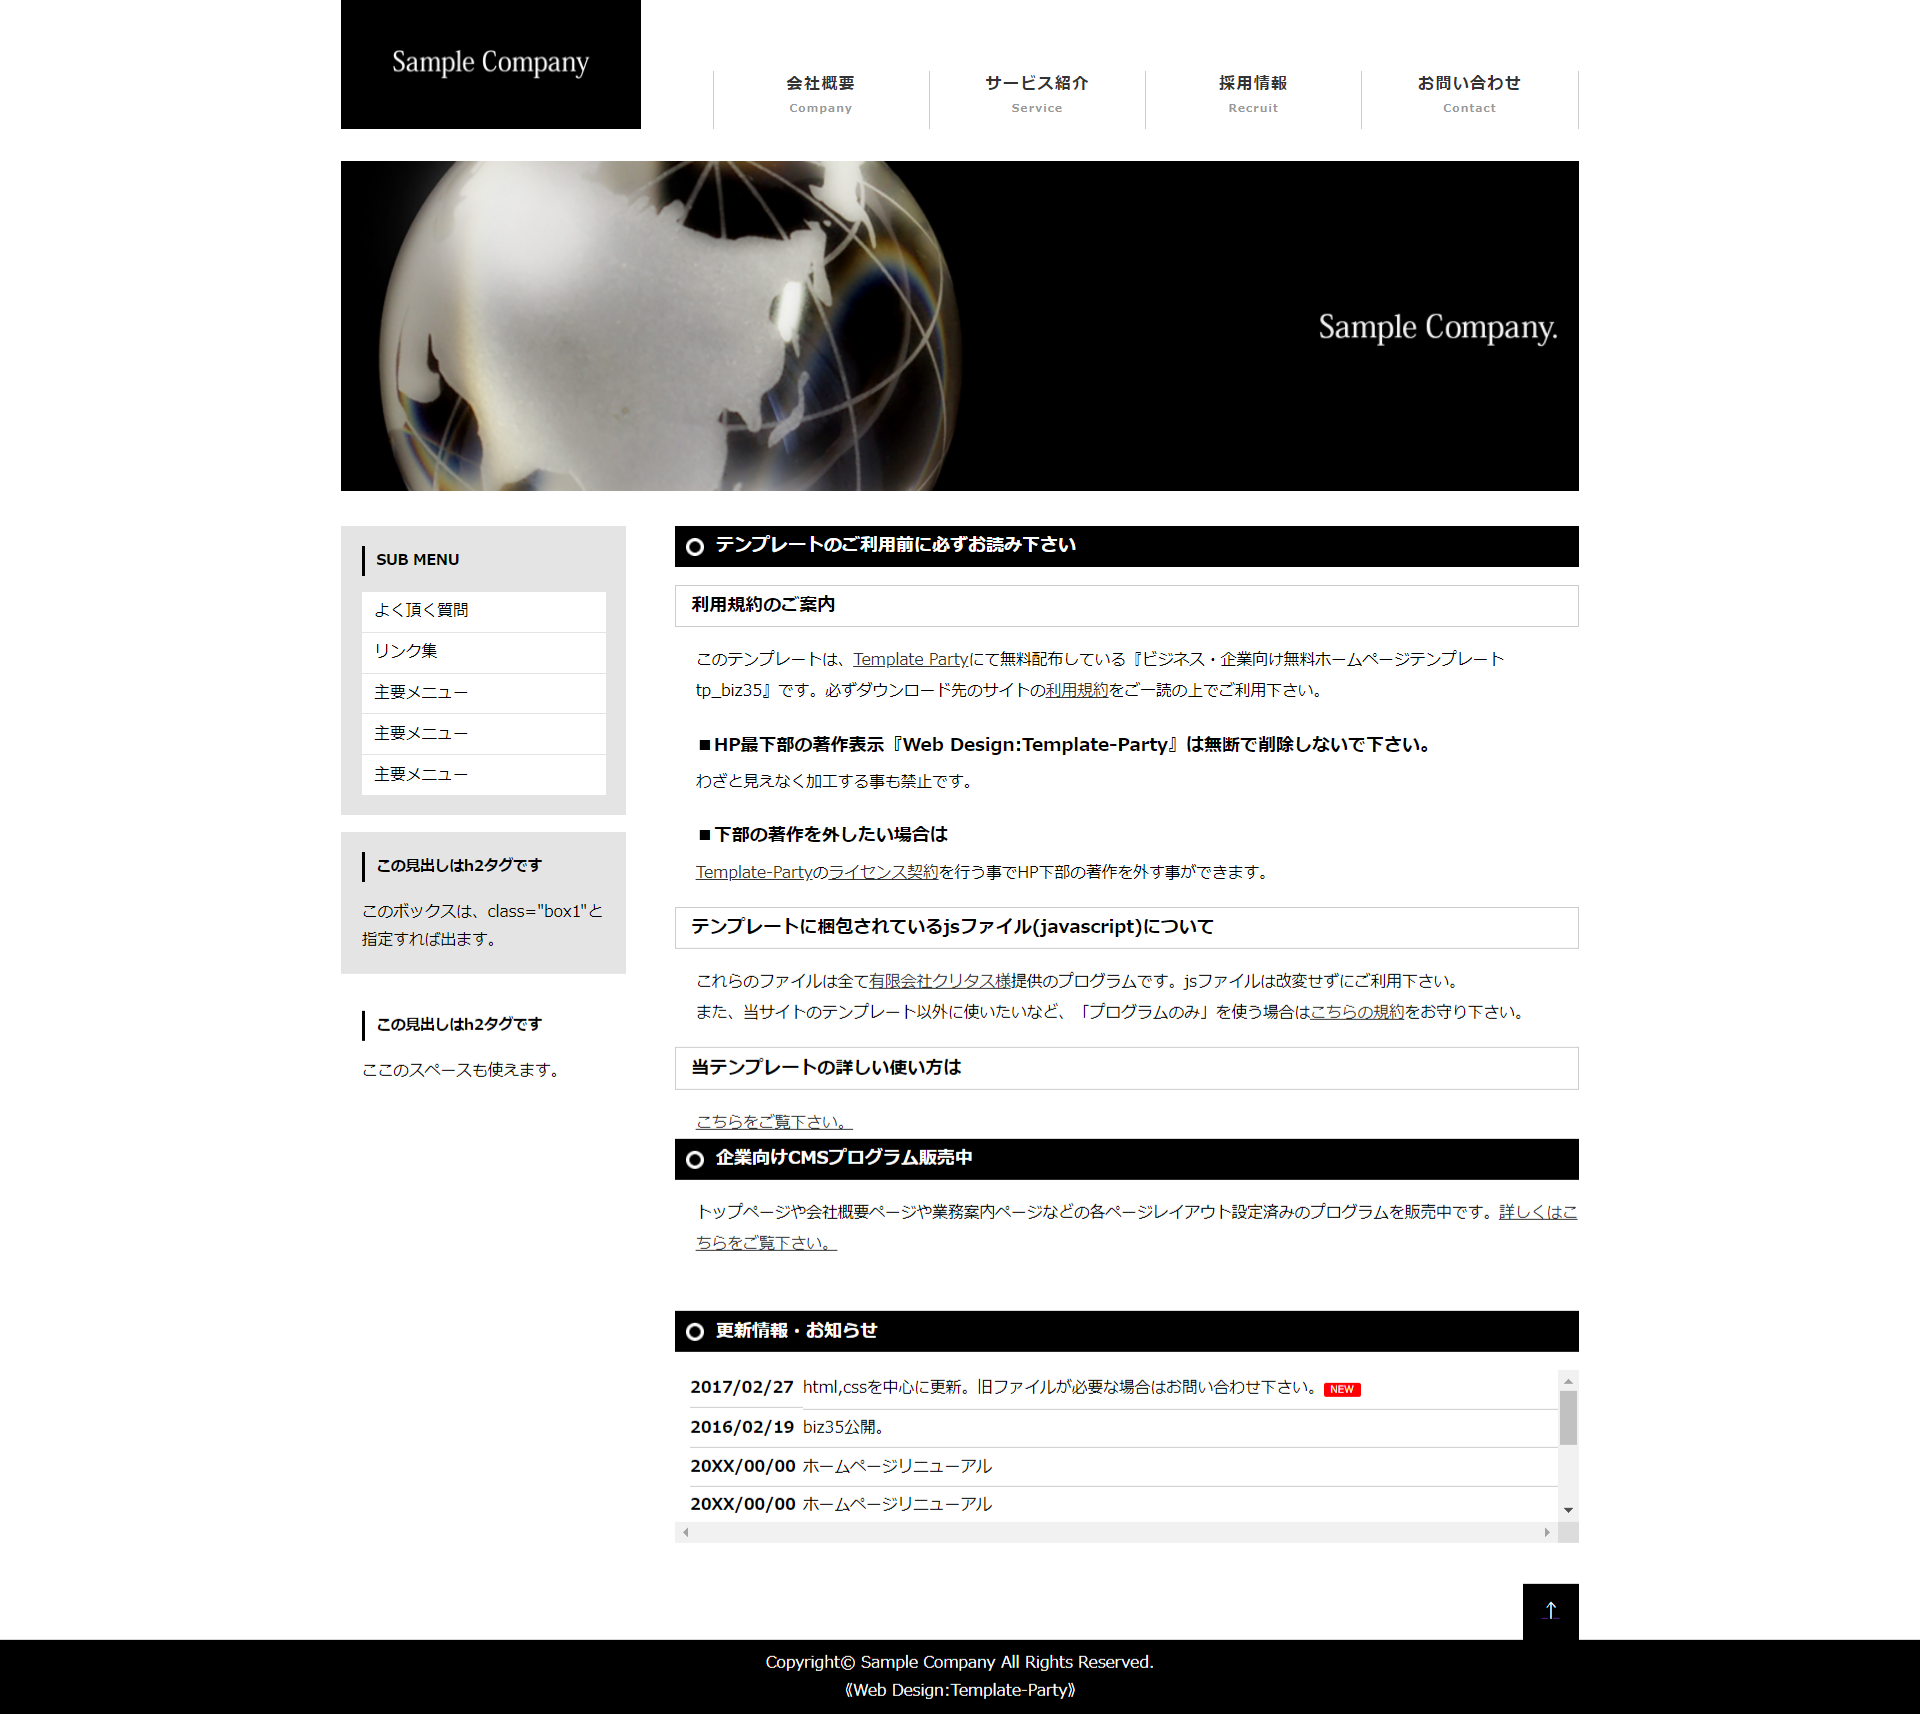 Sample Company
会社概要
Company
サービス紹介
Service
採用情報
Recruit
お問い合わせ
Contact
Sample Company.
SUB MENU
よく頂く質問
リンク集
主要メニュー
主要メニュー
主要メニュー
この見出しはh2タグです
このボックスは、class="box1"と
指定すれば出ます。
この見出しはh2タグです
ここのスペースも使えます。
テンプレートのご利用前に必ずお読み下さい
利用規約のご案内
このテンプレートは、Template Partyにて無料配布している『ビジネス・企業向け無料ホームページテンプレート
tp_biz35』です。必ずダウンロード先のサイトの利用規約をご一読の上でご利用下さい。
■HP最下部の著作表示『Web Design:Template-Party』は無断で削除しないで下さい。
わざと見えなく加工する事も禁止です。
■下部の著作を外したい場合は
Template-Partyのライセンス契約を行う事でHP下部の著作を外す事ができます。
テンプレートに梱包されているjsファイル(javascript)について
これらのファイルは全て有限会社クリタス様提供のプログラムです。jsファイルは改変せずにご利用下さい。
また、当サイトのテンプレート以外に使いたいなど、「プログラムのみ」を使う場合はこちらの規約をお守り下さい。
当テンプレートの詳しい使い方は
こちらをご覧下さい。
企業向けCMSプログラム販売中
トップページや会社概要ページや業務案内ページなどの各ページレイアウト設定済みのプログラムを販売中です。詳しくはこ
ちらをご覧下さい。
更新情報・お知らせ
2017/02/27 html,cssを中心に更新。旧ファイルが必要な場合はお問い合わせ下さい。 NEW
2016/02/19 biz35公開。
20XX/00/00 ホームページリニューアル
20XX/00/00 ホームページリニューアル
↑
Copyright© Sample Company All Rights Reserved.
《Web Design:Template-Party》